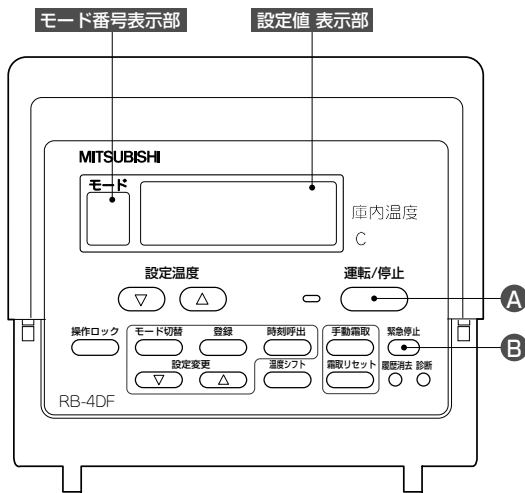 モード番号表示部 設定値 表示部
MITSUBISHI
モード
庫内温度
C
設定温度 運転/停止
▽ △
A
操作ロック モード切替 登録 時刻呼出 手動霜取 緊急停止
B
設定変更 温度シフト 霜取リセット 履歴消去 診断
▽ △
RB-4DF